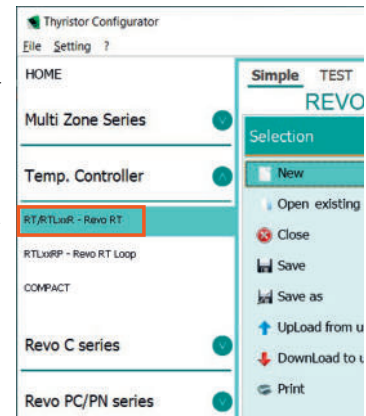 Thyristor Configurator
File Setting ?
HOME
Multi Zone Series
Temp. Controller
RT/RTLxxR - Revo RT
RTLxxRP - Revo RT Loop
COMPACT
Revo C series
Revo PC/PN series
Simple TEST
REVO
Selection
New
Open existing
Close
Save
Save as
UpLoad from u
DownLoad to u
Print